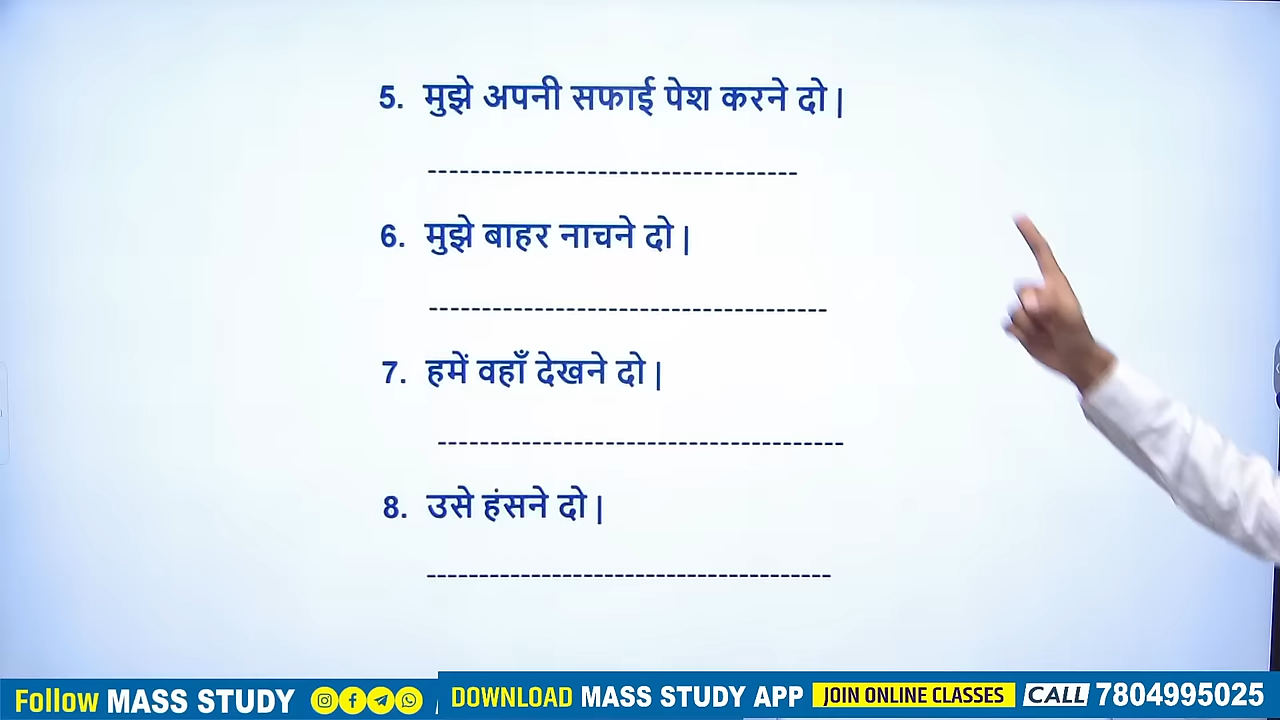 5. मुझे अपनी सफाई पेश करने दो |
----------------------------------
6. मुझे बाहर नाचने दो |
-------------------------------------
7. हमें वहाँ देखने दो |
-------------------------------------
8. उसे हंसने दो |
-------------------------------------
Follow MASS STUDY , DOWNLOAD MASS STUDY APP JOIN ONLINE CLASSES CALL 7804995025